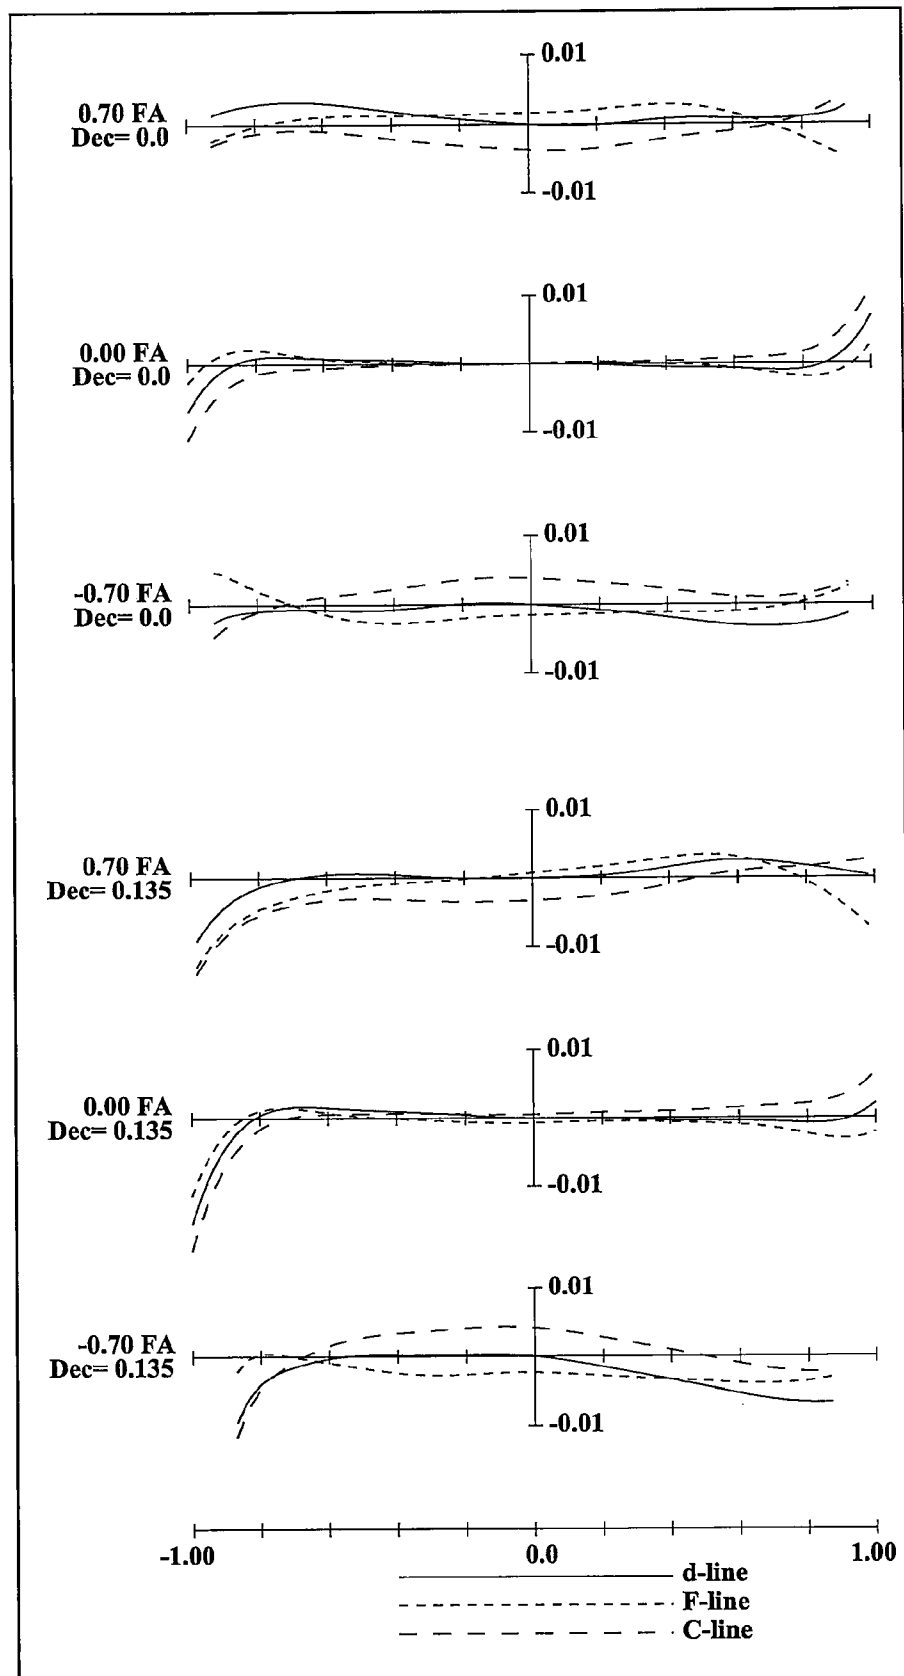 0.01
0.70 FA
Dec= 0.0
-0.01
0.01
0.00 FA
Dec= 0.0
-0.01
0.01
-0.70 FA
Dec= 0.0
-0.01
0.01
0.70 FA
Dec= 0.135
-0.01
0.01
0.00 FA
Dec= 0.135
-0.01
0.01
-0.70 FA
Dec= 0.135
-0.01
-1.00 0.0 1.00
d-line
F-line
C-line